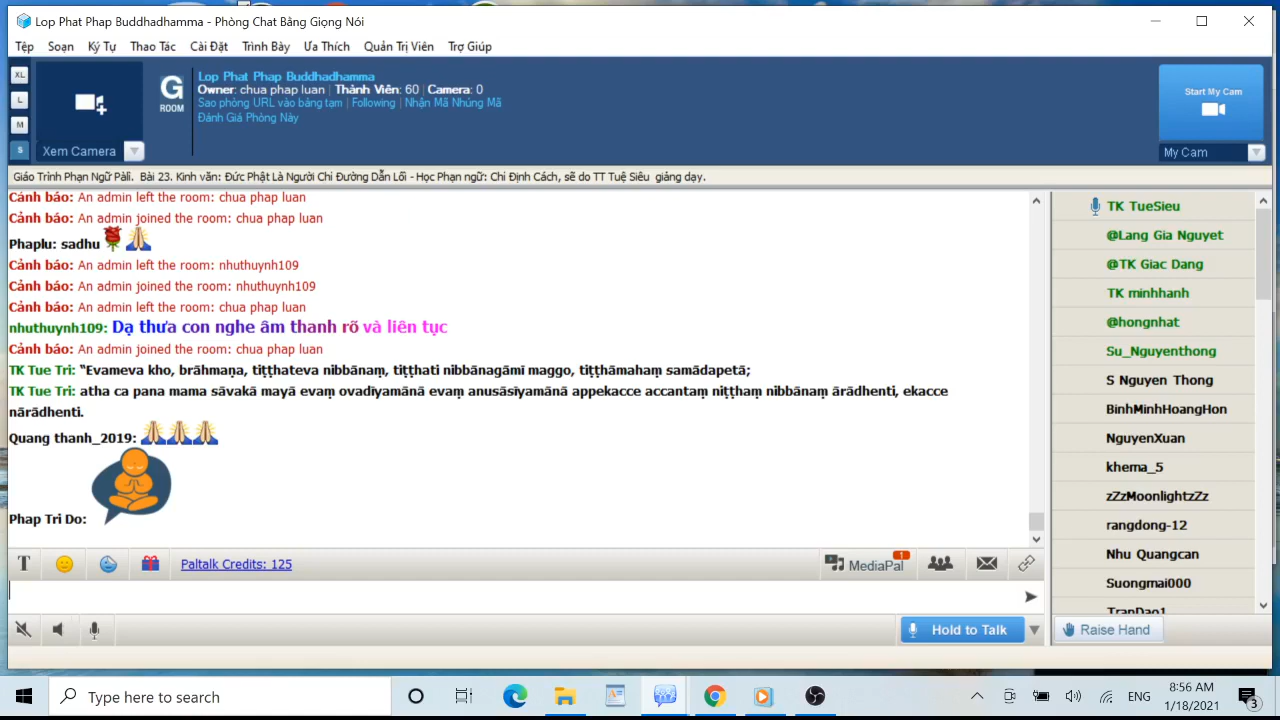 Lop Phat Phap Buddhadhamma - Phòng Chat Bằng Giọng Nói
Tệp Soạn Ký Tự Thao Tác Cài Đặt Trình Bày Ưa Thích Quản Trị Viên Trợ Giúp
XL
L
M
S
Xem Camera
G
ROOM
Lop Phat Phap Buddhadhamma
Owner: chua phap luan | Thành Viên: 60 | Camera: 0
Sao phòng URL vào bảng tạm | Following | Nhận Mã Nhúng Mã
Đánh Giá Phòng Này
Start My Cam
My Cam
Giáo Trình Phạn Ngữ Pàli. Bài 23. Kinh văn: Đức Phật Là Người Chỉ Đường Dẫn Lối - Học Phạn ngữ: Chỉ Định Cách, sẽ do TT Tuệ Siêu giảng dạy.
Cảnh báo: An admin left the room: chua phap luan
Cảnh báo: An admin joined the room: chua phap luan
Phaplu: sadhu
Cảnh báo: An admin left the room: nhuthuynh109
Cảnh báo: An admin joined the room: nhuthuynh109
Cảnh báo: An admin left the room: chua phap luan
nhuthuynh109: Dạ thưa con nghe âm thanh rõ và liên tục
Cảnh báo: An admin joined the room: chua phap luan
TK Tue Tri: “Evameva kho, brāhmaṇa, tiṭṭhateva nibbānaṃ, tiṭṭhati nibbānagāmi maggo, tiṭṭhāmahaṃ samādapetā;
TK Tue Tri: atha ca pana mama sāvakā mayā evaṃ ovadīyamānā evaṃ anusāsīyamānā appekacce accantaṃ niṭṭhaṃ nibbānaṃ ārādhenti, ekacce
nārādhenti.
Quang thanh_2019:
Phap Tri Do:
TK TueSieu
@Lang Gia Nguyet
@TK Giac Dang
TK minhhanh
@hongnhat
Su_Nguyenthong
S Nguyen Thong
BinhMinhHoangHon
NguyenXuan
khema_5
zZzMoonlightzZz
rangdong-12
Nhu Quangcan
Suongmai000
TranDao1
T Paltalk Credits: 125 MediaPal 1
Hold to Talk Raise Hand
Type here to search
ENG
8:56 AM
1/18/2021
3